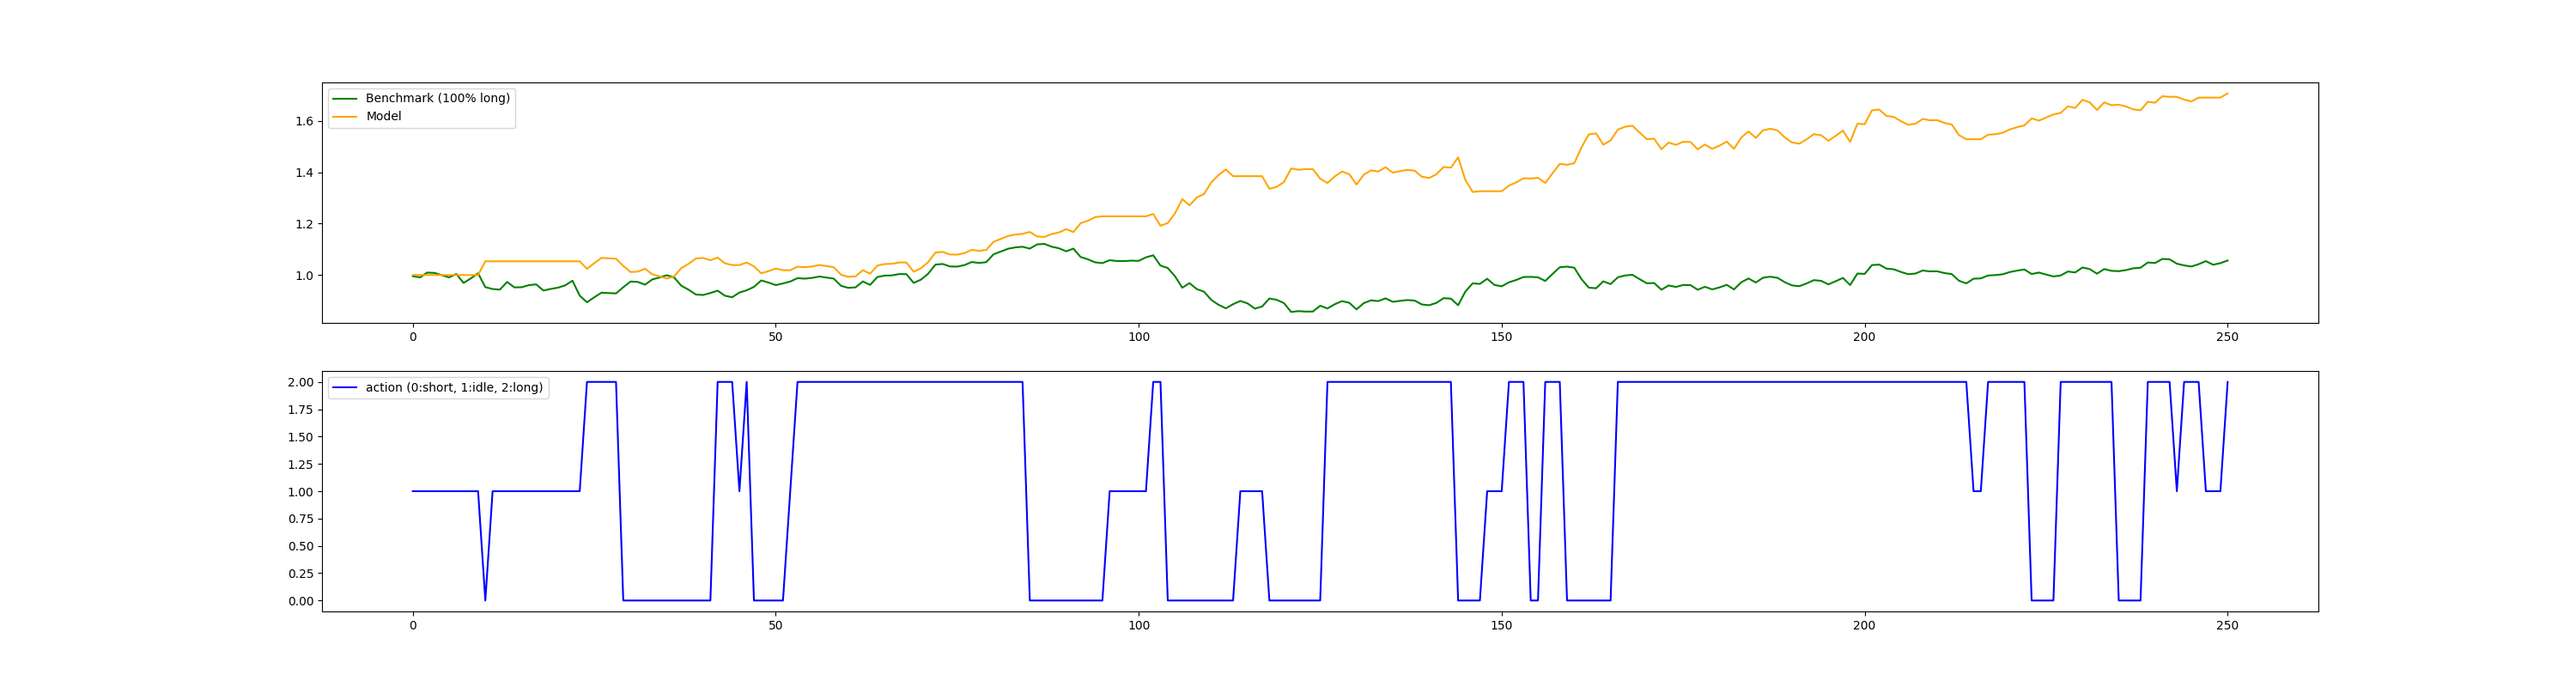 Benchmark (100% long)
Model
1.6
1.4
1.2
1.0
0 50 100 150 200 250
action (0:short, 1:idle, 2:long)
2.00
1.75
1.50
1.25
1.00
0.75
0.50
0.25
0.00
0 50 100 150 200 250